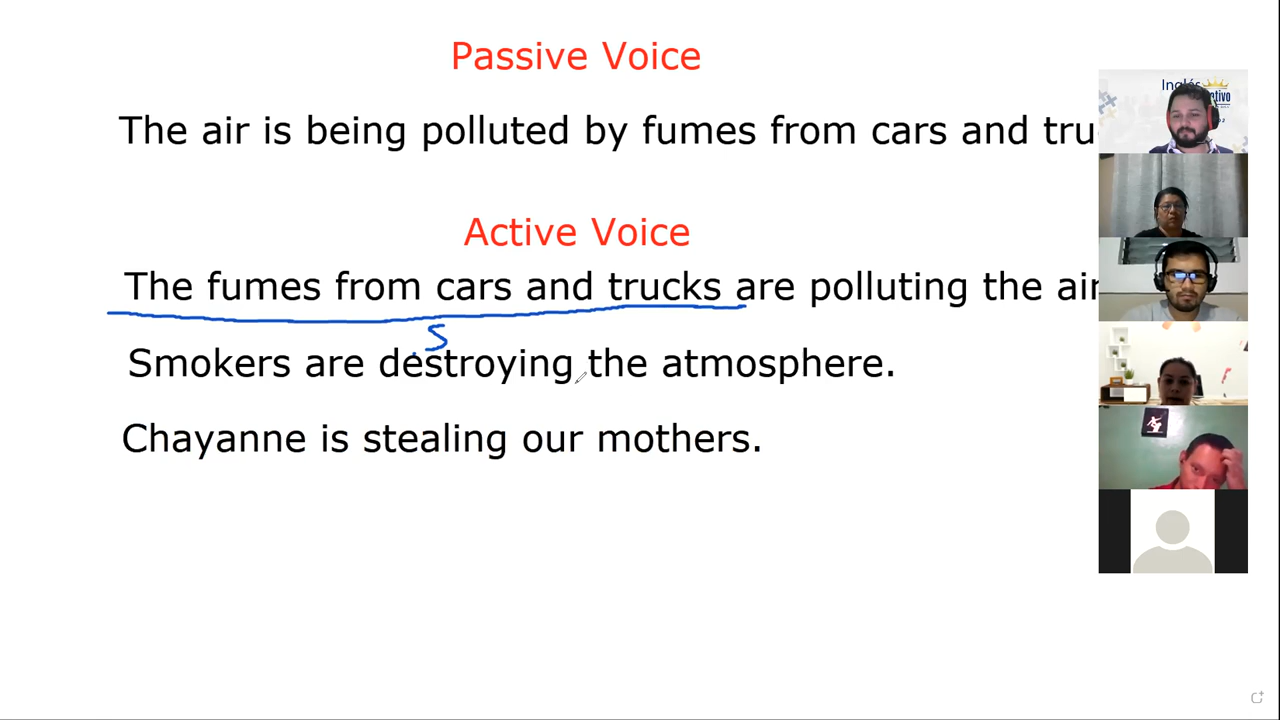 Passive Voice
The air is being polluted by fumes from cars and tru
Active Voice
The fumes from cars and trucks are polluting the air
S
Smokers are destroying the atmosphere.
Chayanne is stealing our mothers.
Inglés